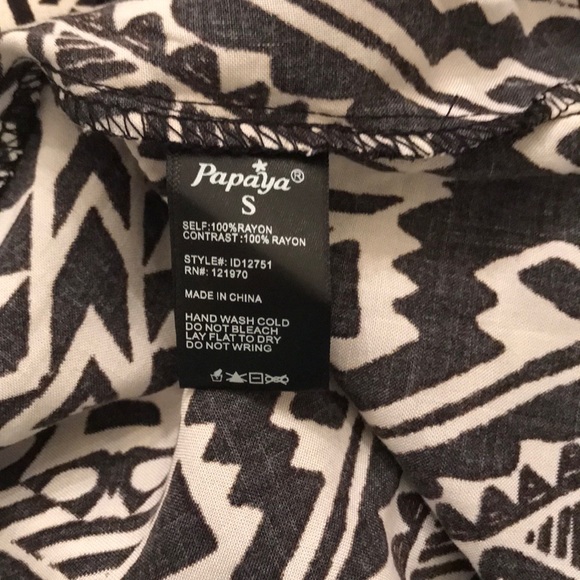 Papaya®
S
SELF:100%RAYON
CONTRAST:100% RAYON
STYLE#: ID12751
RN#: 121970
MADE IN CHINA
HAND WASH COLD
DO NOT BLEACH
LAY FLAT TO DRY
DO NOT WRING